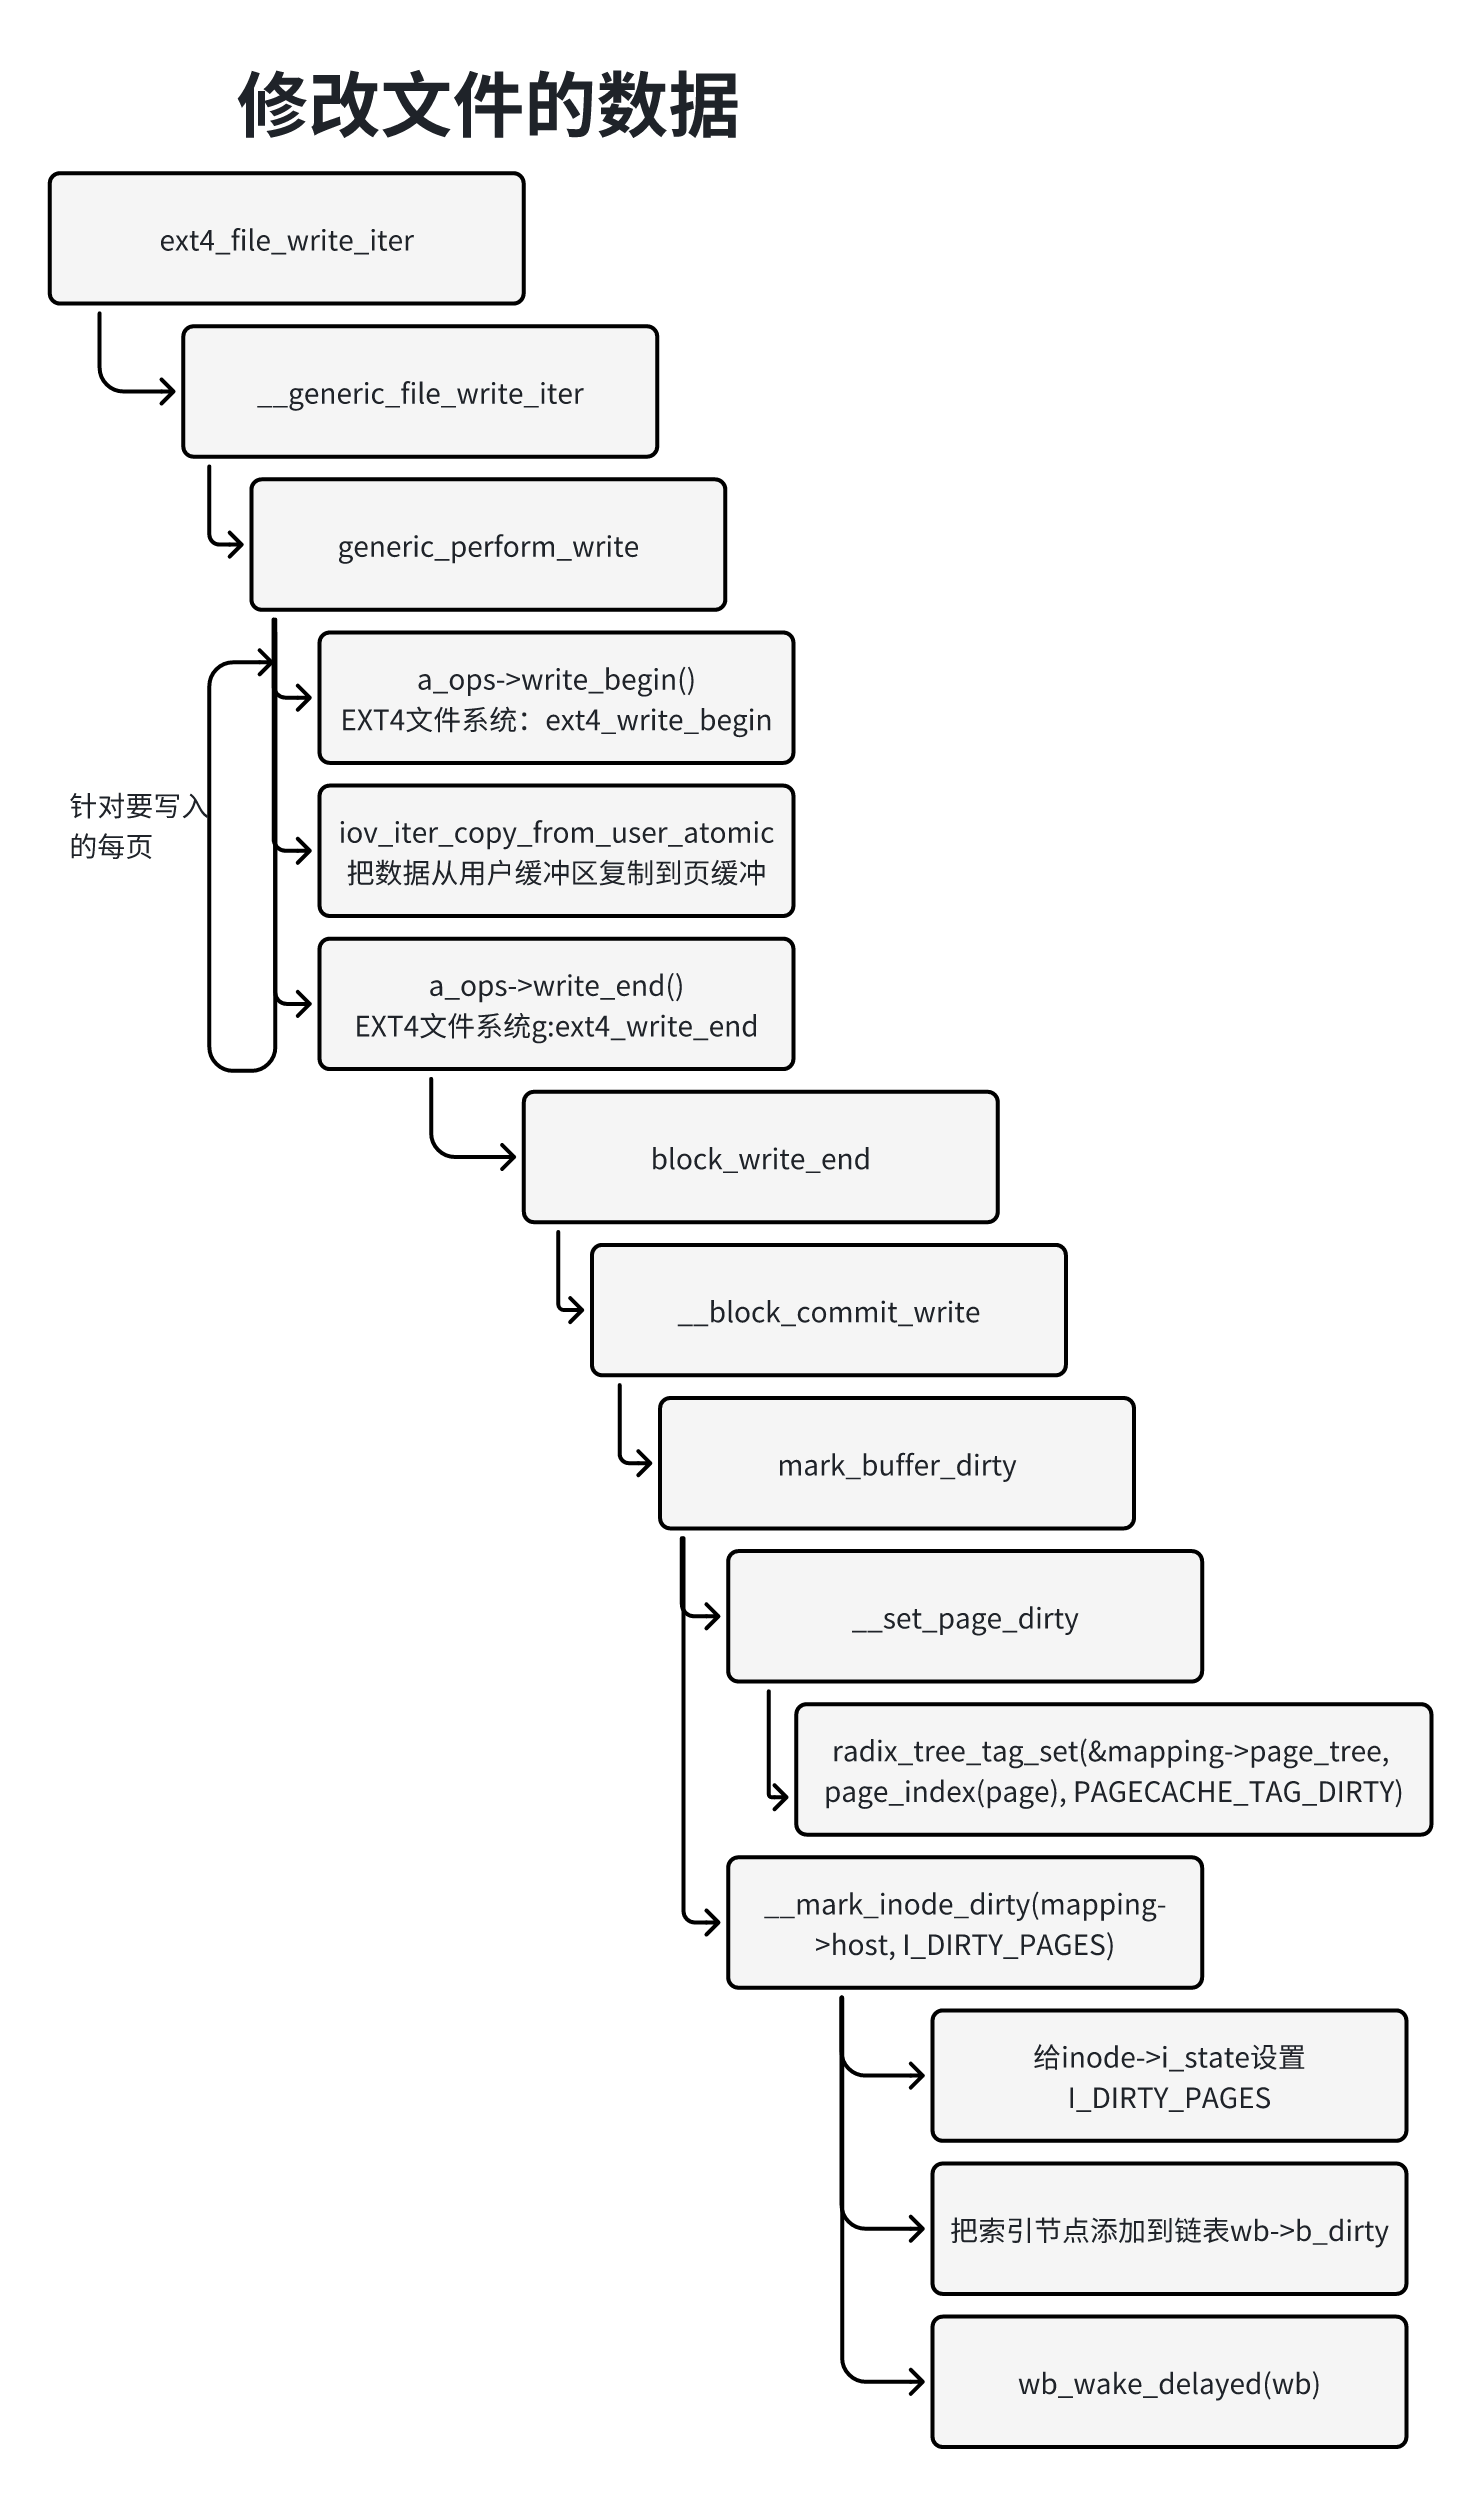 修改文件的数据
ext4_file_write_iter
__generic_file_write_iter
generic_perform_write
a_ops->write_begin()
EXT4文件系统：ext4_write_begin
针对要写入
的每页
iov_iter_copy_from_user_atomic
把数据从用户缓冲区复制到页缓冲
a_ops->write_end()
EXT4文件系统g:ext4_write_end
block_write_end
__block_commit_write
mark_buffer_dirty
__set_page_dirty
radix_tree_tag_set(&mapping->page_tree,
page_index(page), PAGECACHE_TAG_DIRTY)
__mark_inode_dirty(mapping-
>host, I_DIRTY_PAGES)
给inode->i_state设置
I_DIRTY_PAGES
把索引节点添加到链表wb->b_dirty
wb_wake_delayed(wb)